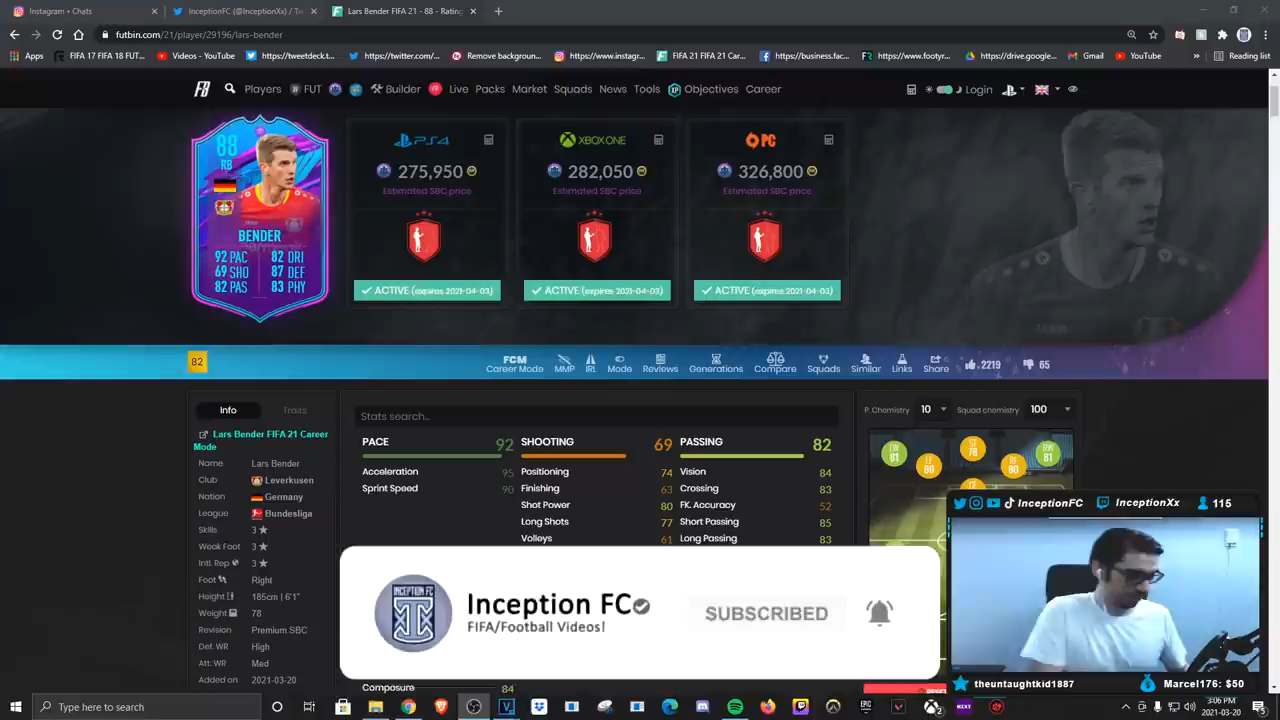 Instagram • Chats
InceptionFC (@InceptionXx) / Tw
Lars Bender FIFA 21 - 88 - Rating
futbin.com/21/player/29196/lars-bender
Apps
FIFA 17 FIFA 18 FUT...
Videos - YouTube
https://tweetdeck.t...
https://twitter.com/...
Remove backgroun...
https://www.instagr...
FIFA 21 FIFA 21 Car...
https://business.fac...
https://www.footyr...
https://drive.google...
Gmail
YouTube
»
Reading list
Players
FUT
Builder
Live
Packs
Market
Squads
News
Tools
Objectives
Career
Login
88
RB
BENDER
92 PAC
82 DRI
69 SHO
87 DEF
82 PAS
83 PHY
PS4
275,950
Estimated SBC price
ACTIVE (expires 2021-04-03)
XBOX ONE
282,050
Estimated SBC price
ACTIVE (expires 2021-04-03)
PC
326,800
Estimated SBC price
ACTIVE (expires 2021-04-03)
82
FCM
Career Mode
MMP
IRL
Mode
Reviews
Generations
Compare
Squads
Similar
Links
Share
2219
65
Info
Traits
Lars Bender FIFA 21 Career
Mode
Name Lars Bender
Club Leverkusen
Nation Germany
League Bundesliga
Skills 3
Weak Foot 3
Intl. Rep 3
Foot Right
Height 185cm | 6'1"
Weight 78
Revision Premium SBC
Def. WR High
Att. WR Med
Added on 2021-03-20
Stats search...
PACE 92
Acceleration 95
Sprint Speed 90
SHOOTING 69
Positioning 74
Finishing 63
Shot Power 80
Long Shots 77
Volleys 61
PASSING 82
Vision 84
Crossing 83
FK. Accuracy 52
Short Passing 85
Long Passing 83
Composure 84
P. Chemistry 10
Squad chemistry 100
LW
81
ST
78
RW
81
LF
80
RF
80
InceptionFC
InceptionXx
115
Inception FC
FIFA/Football Videos!
SUBSCRIBED
theuntaughtkid1887
Marcel176: $50
Type here to search
3:06 PM
2021-03-20